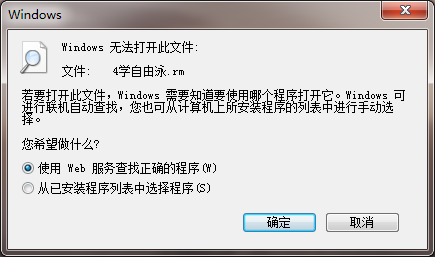 Windows
Windows 无法打开此文件:
文件: 4学自由泳.rm
若要打开此文件，Windows 需要知道要使用哪个程序打开它。Windows 可
进行联机自动查找，您也可从计算机上所安装程序的列表中进行手动选
择。
您希望做什么?
使用 Web 服务查找正确的程序(W)
从已安装程序列表中选择程序(S)
确定 取消